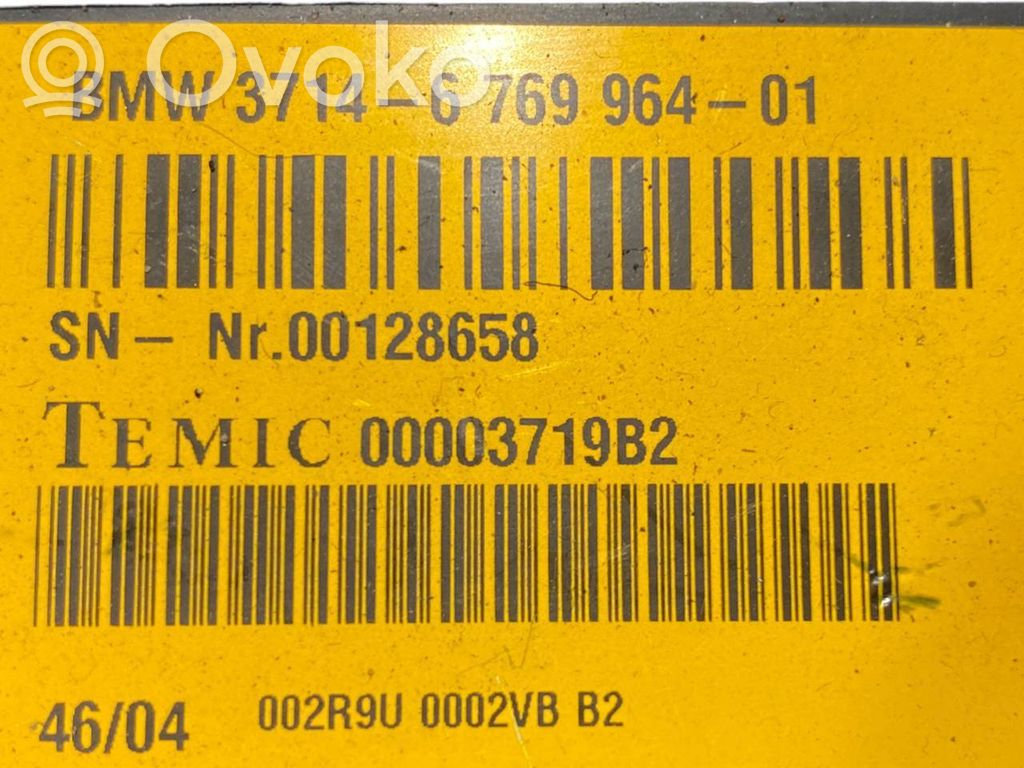 Ovoko
BMW 3714-6 769 964-01
SN- Nr.00128658
TEMIC 00003719B2
46/04 002R9U 0002VB B2